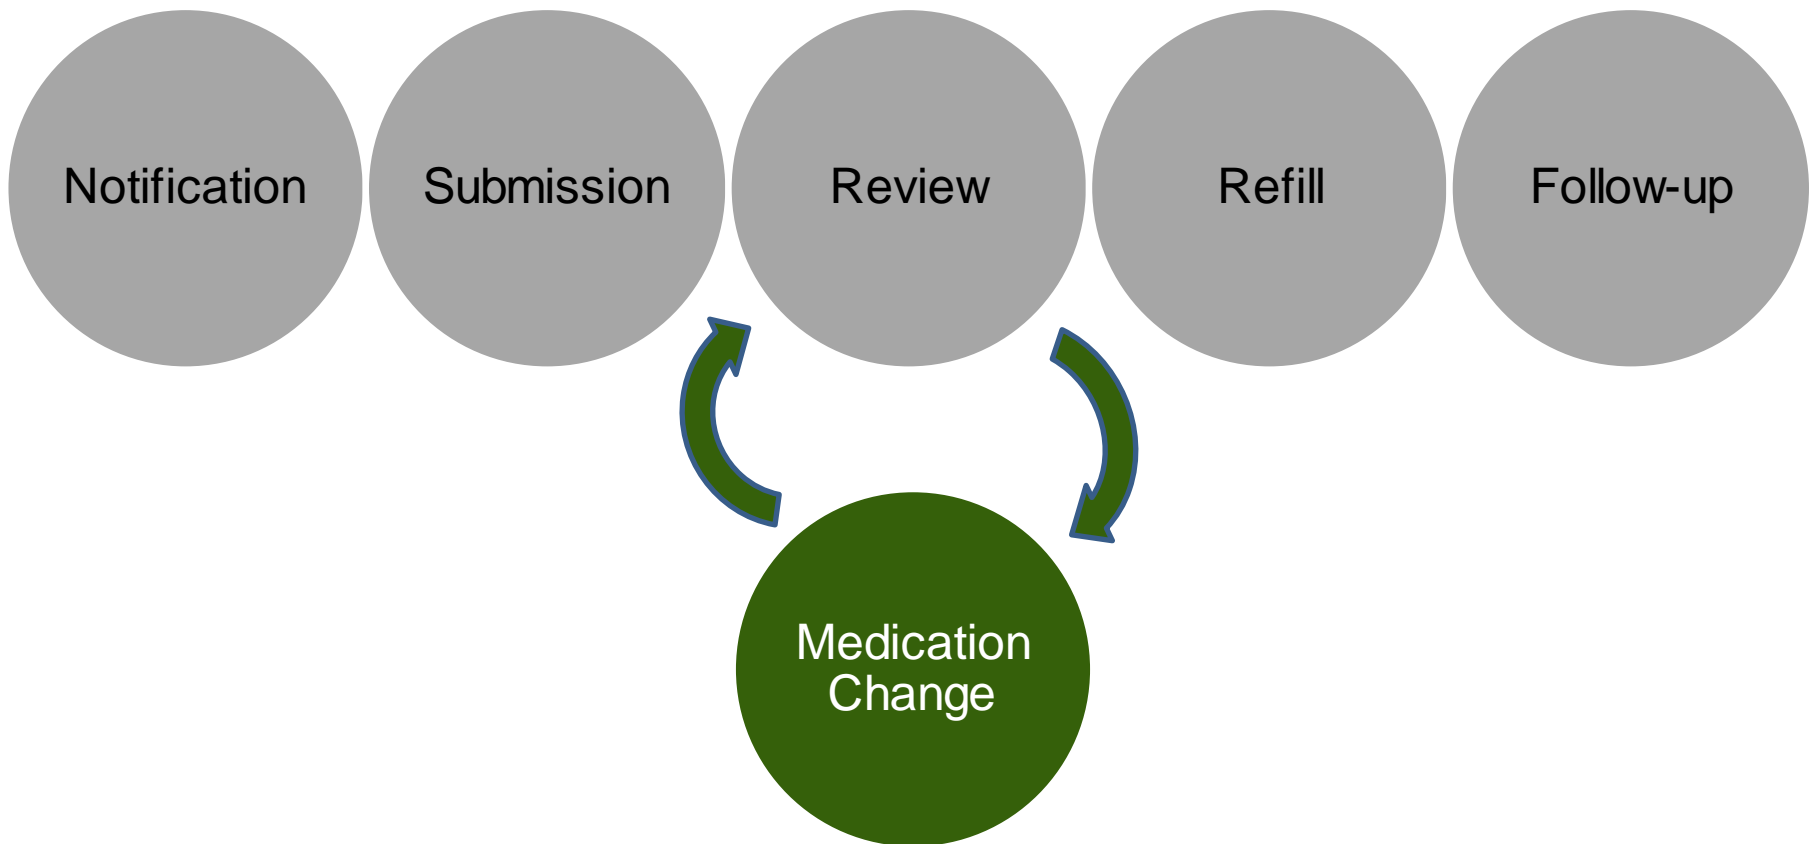 Notification
Submission
Review
Refill
Follow-up
Medication
Change